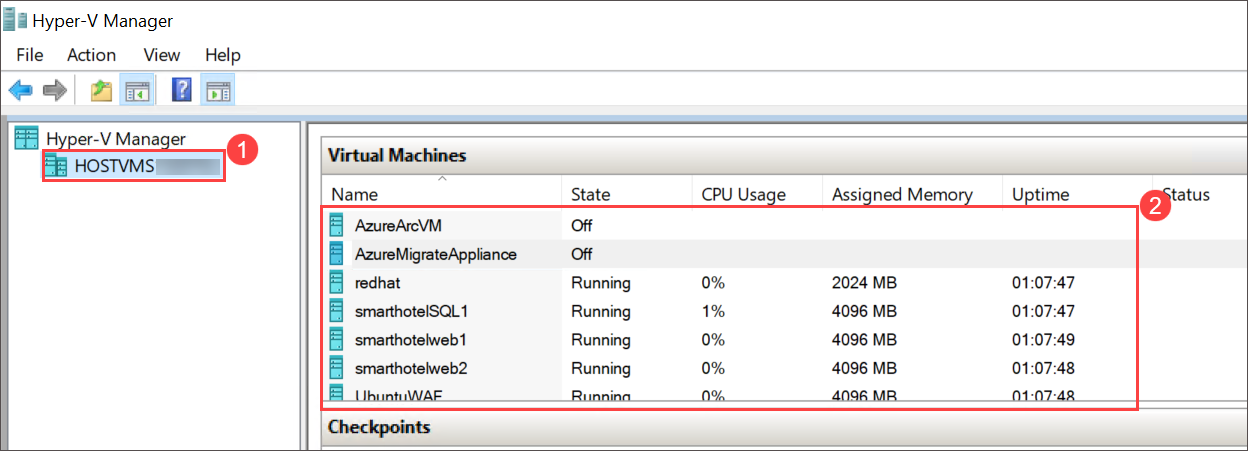 Hyper-V Manager
File Action View Help
Hyper-V Manager
1
HOSTVMS
Virtual Machines
Name State CPU Usage Assigned Memory Uptime Status
2
AzureArcVM Off
AzureMigrateAppliance Off
redhat Running 0% 2024 MB 01:07:47
smarthotelSQL1 Running 1% 4096 MB 01:07:47
smarthotelweb1 Running 0% 4096 MB 01:07:49
smarthotelweb2 Running 0% 4096 MB 01:07:48
UbuntuWAF Running 0% 4096 MB 01:07:48
Checkpoints